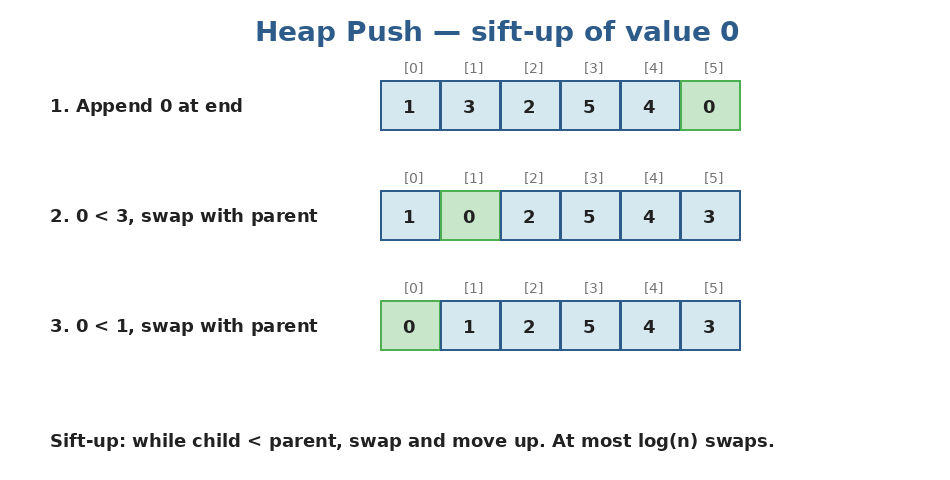 Heap Push — sift-up of value 0
[0] [1] [2] [3] [4] [5]
1. Append 0 at end 1 3 2 5 4 0
[0] [1] [2] [3] [4] [5]
2. 0 < 3, swap with parent 1 0 2 5 4 3
[0] [1] [2] [3] [4] [5]
3. 0 < 1, swap with parent 0 1 2 5 4 3
Sift-up: while child < parent, swap and move up. At most log(n) swaps.